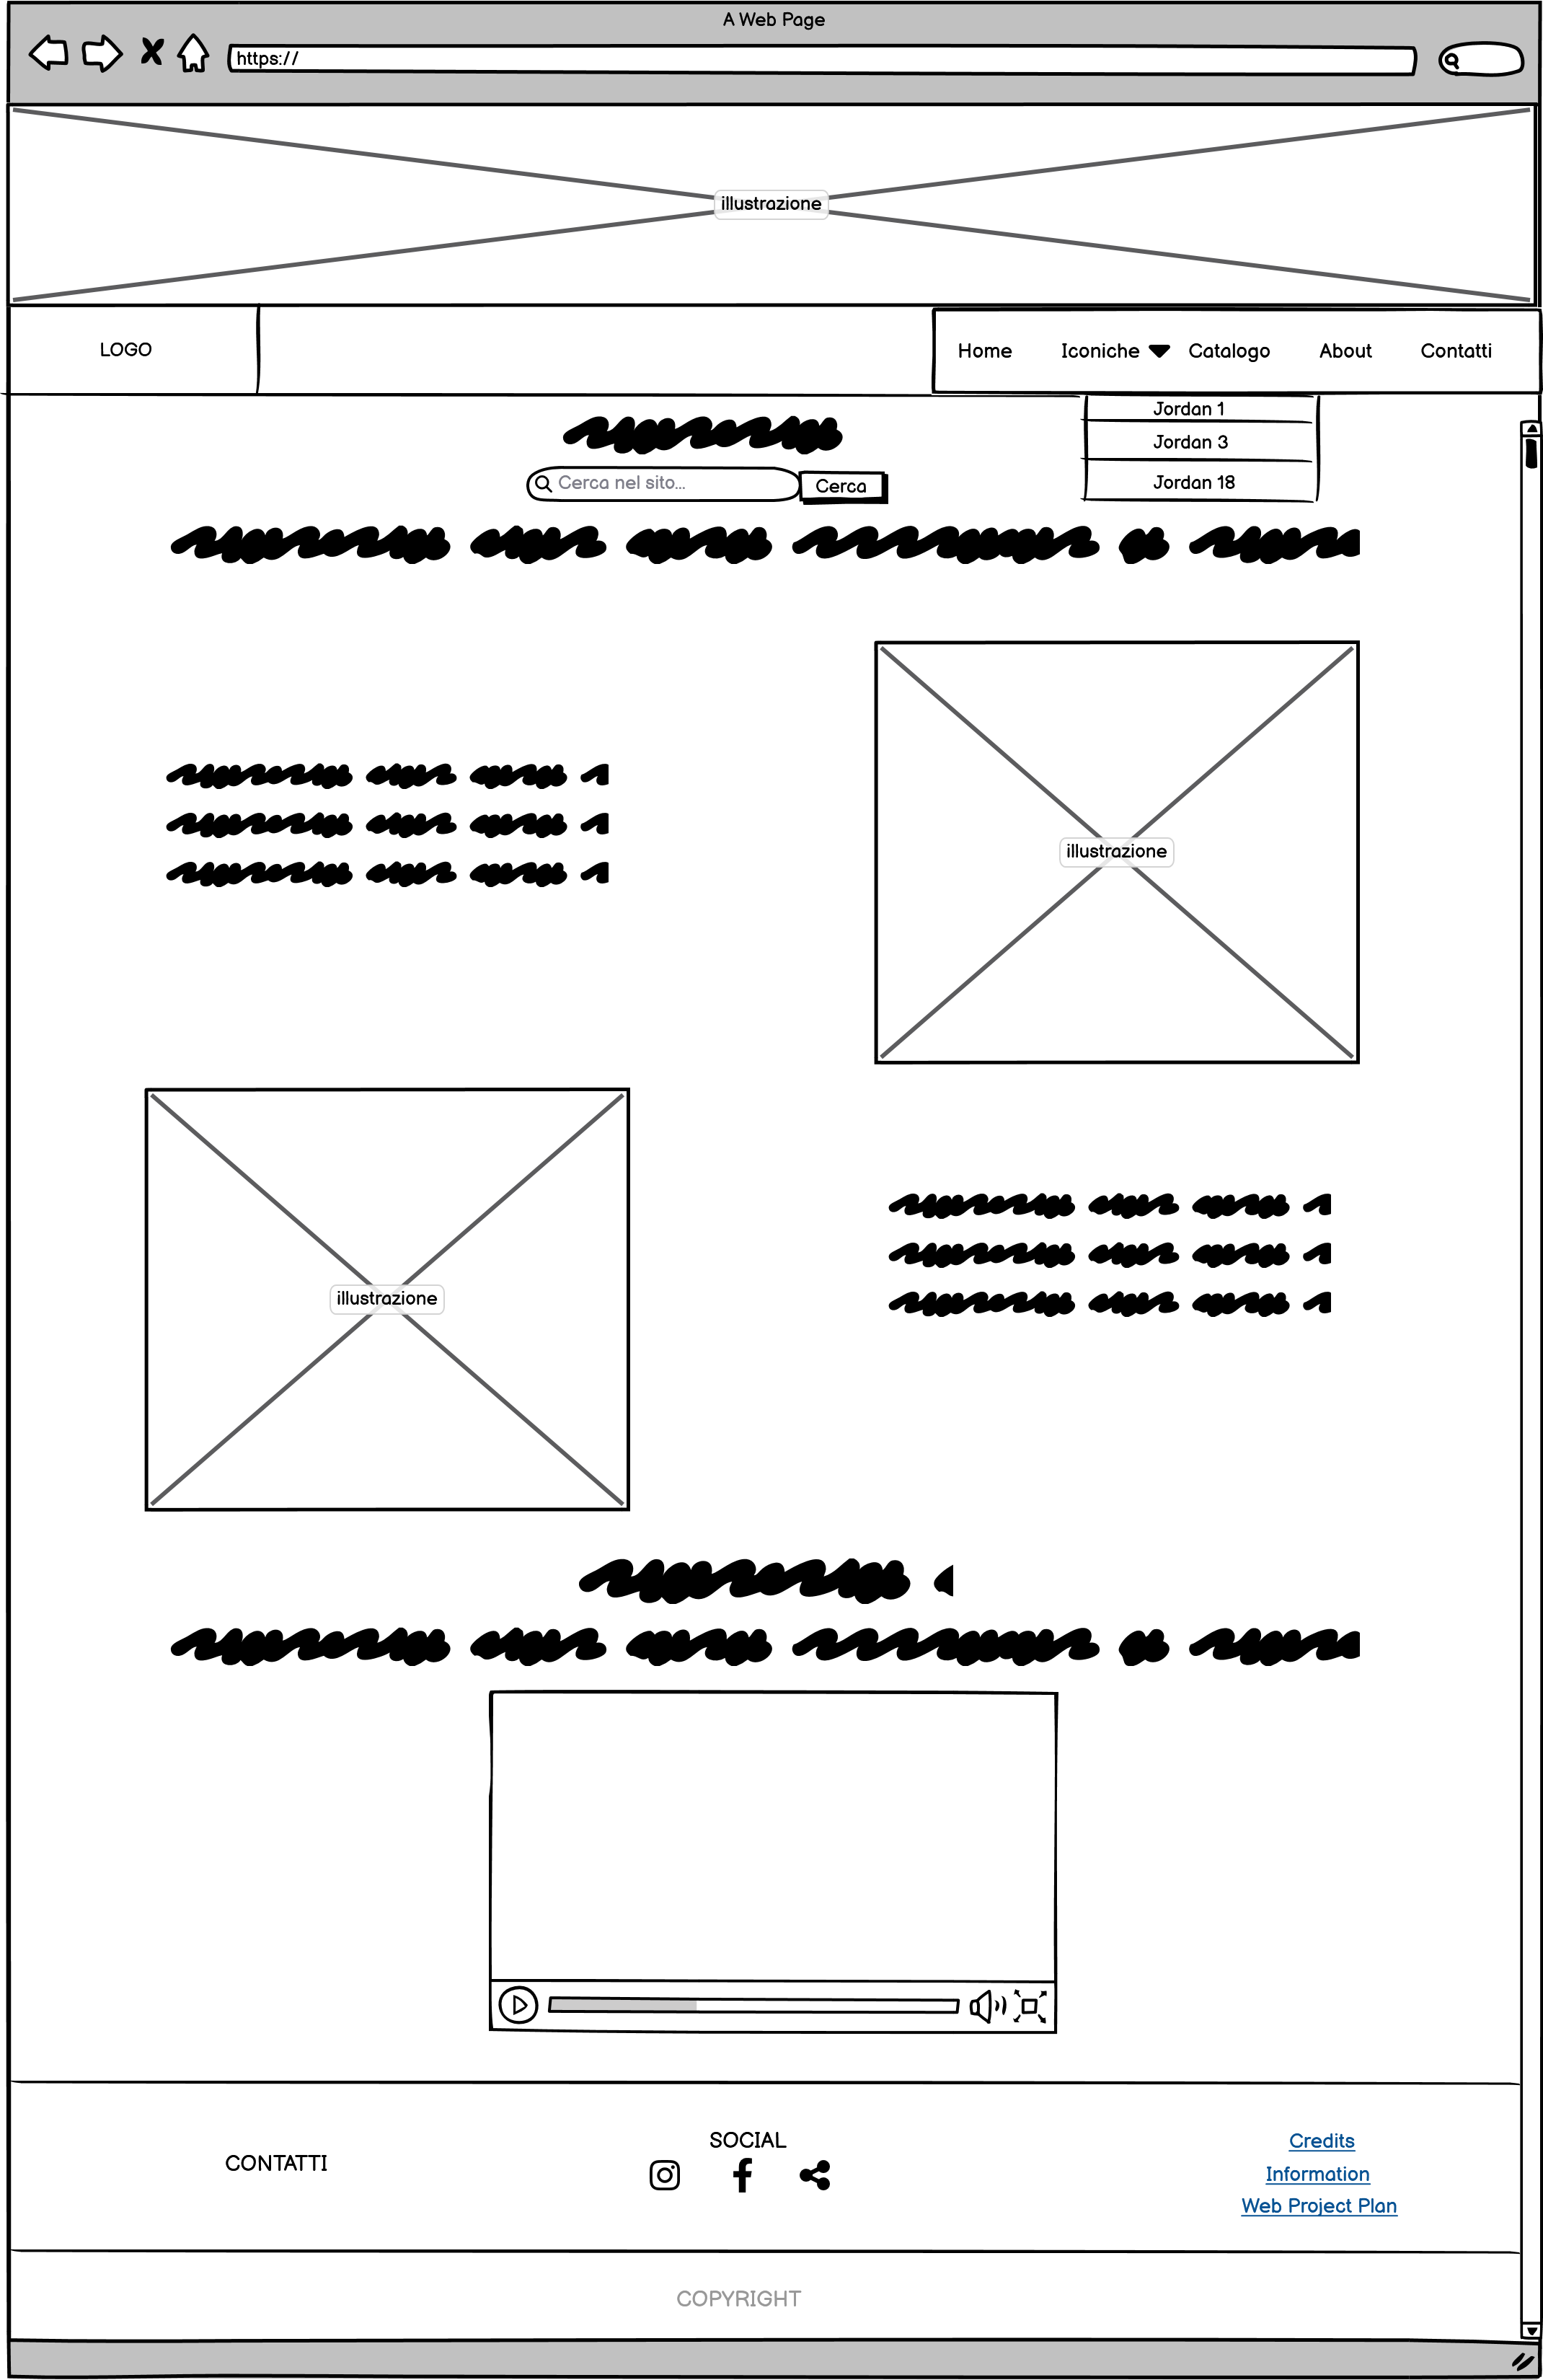 A Web Page
https://
illustrazione
LOGO
Home Iconiche Catalogo About Contatti
Jordan 1
Jordan 3
Jordan 18
Cerca nel sito... Cerca
illustrazione
illustrazione
CONTATTI
SOCIAL
Credits
Information
Web Project Plan
COPYRIGHT